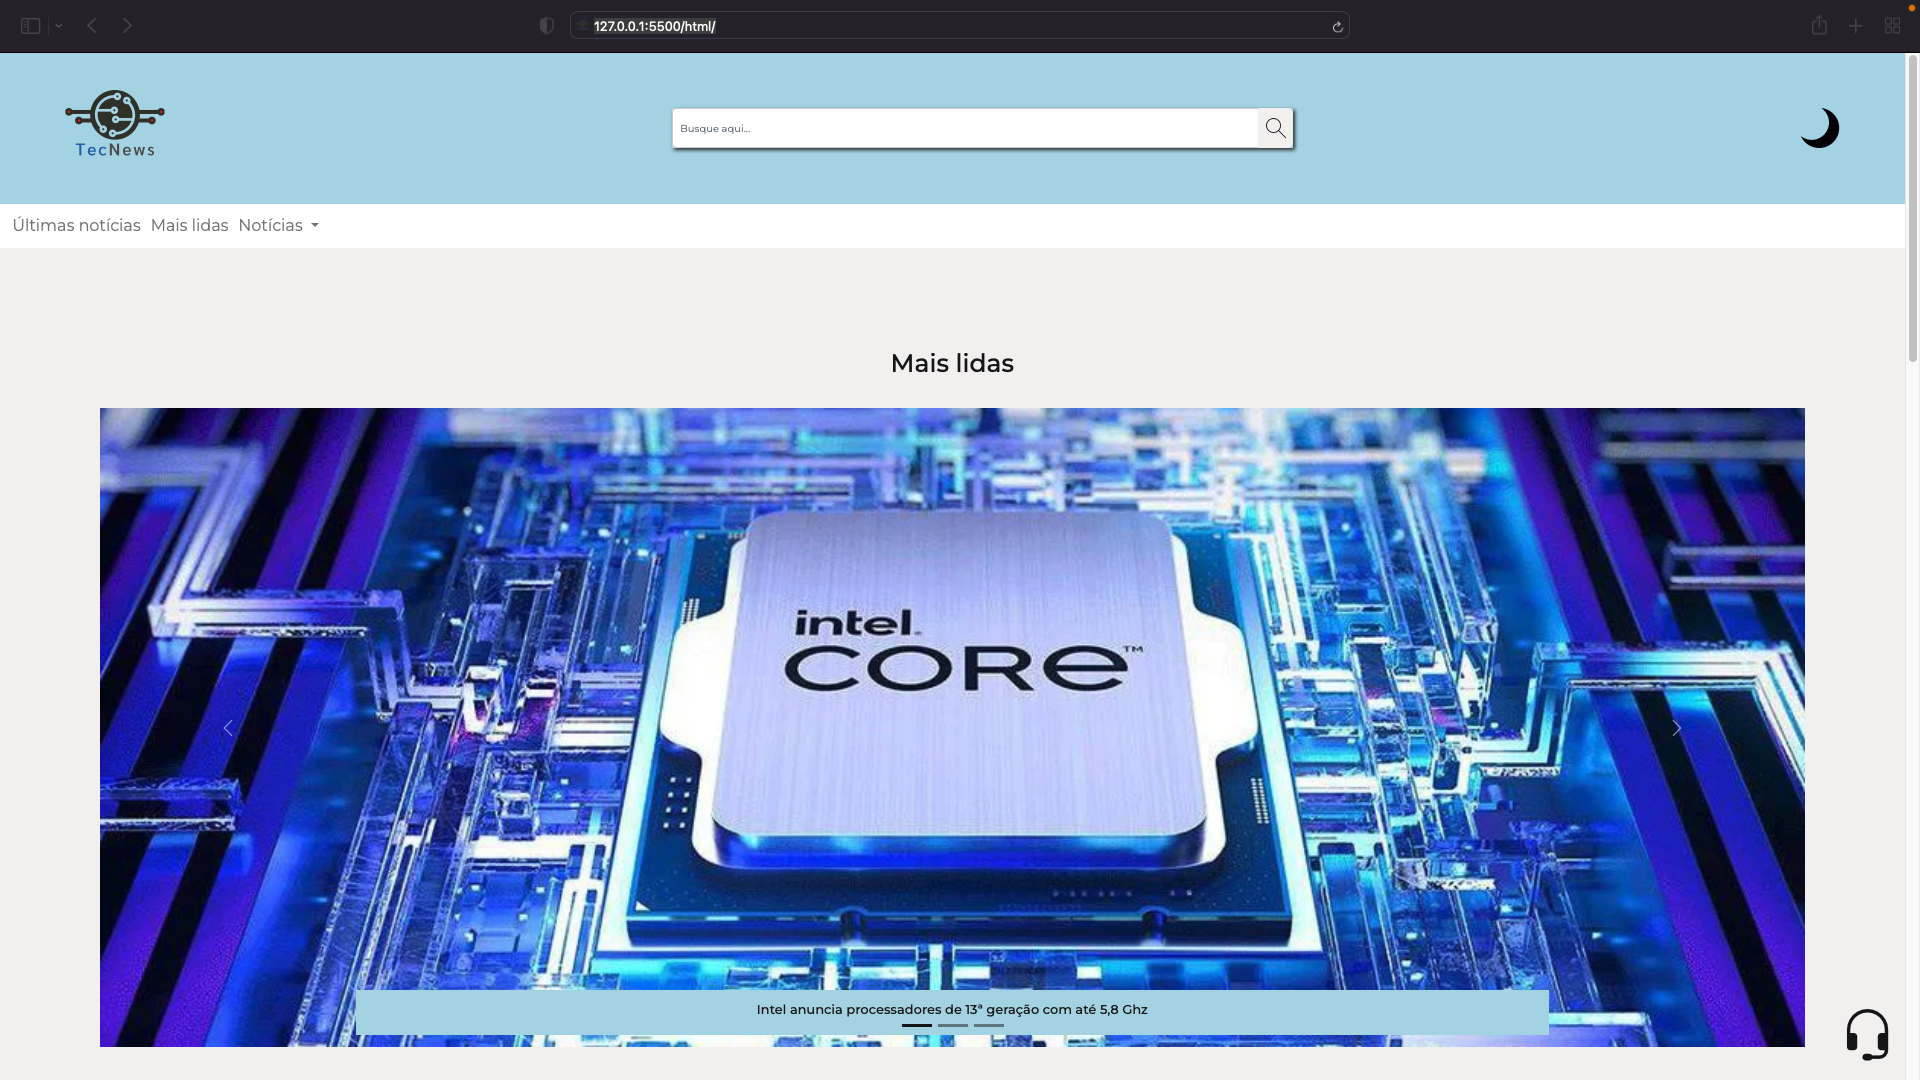 127.0.0.1:5500/html/
TecNews
Busque aqui...
Últimas notícias Mais lidas Notícias
Mais lidas
intel.
CORE™
Intel anuncia processadores de 13ª geração com até 5,8 Ghz